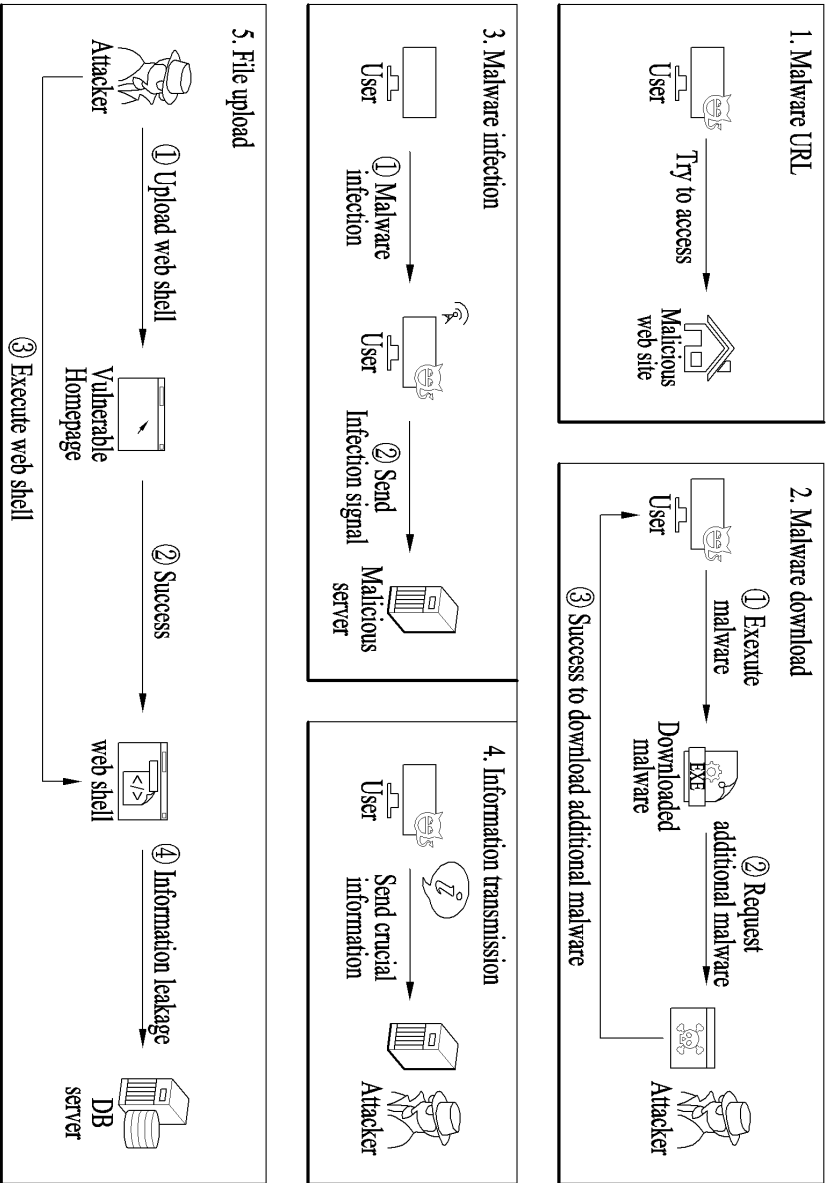 1. Malware URL
User
Try to access
Malicious
web site
2. Malware download
User
① Exexute
malware
EXE
Downloaded
malware
② Request
additional malware
Attacker
③ Success to download additional malware
3. Malware infection
User
① Malware
infection
User
② Send
Infection signal
Malicious
server
4. Information transmission
User
i
Send crucial
information
Attacker
5. File upload
Attacker
① Upload web shell
Vulnerable
Homepage
② Success
</>
web shell
③ Execute web shell
④ Information leakage
DB
server